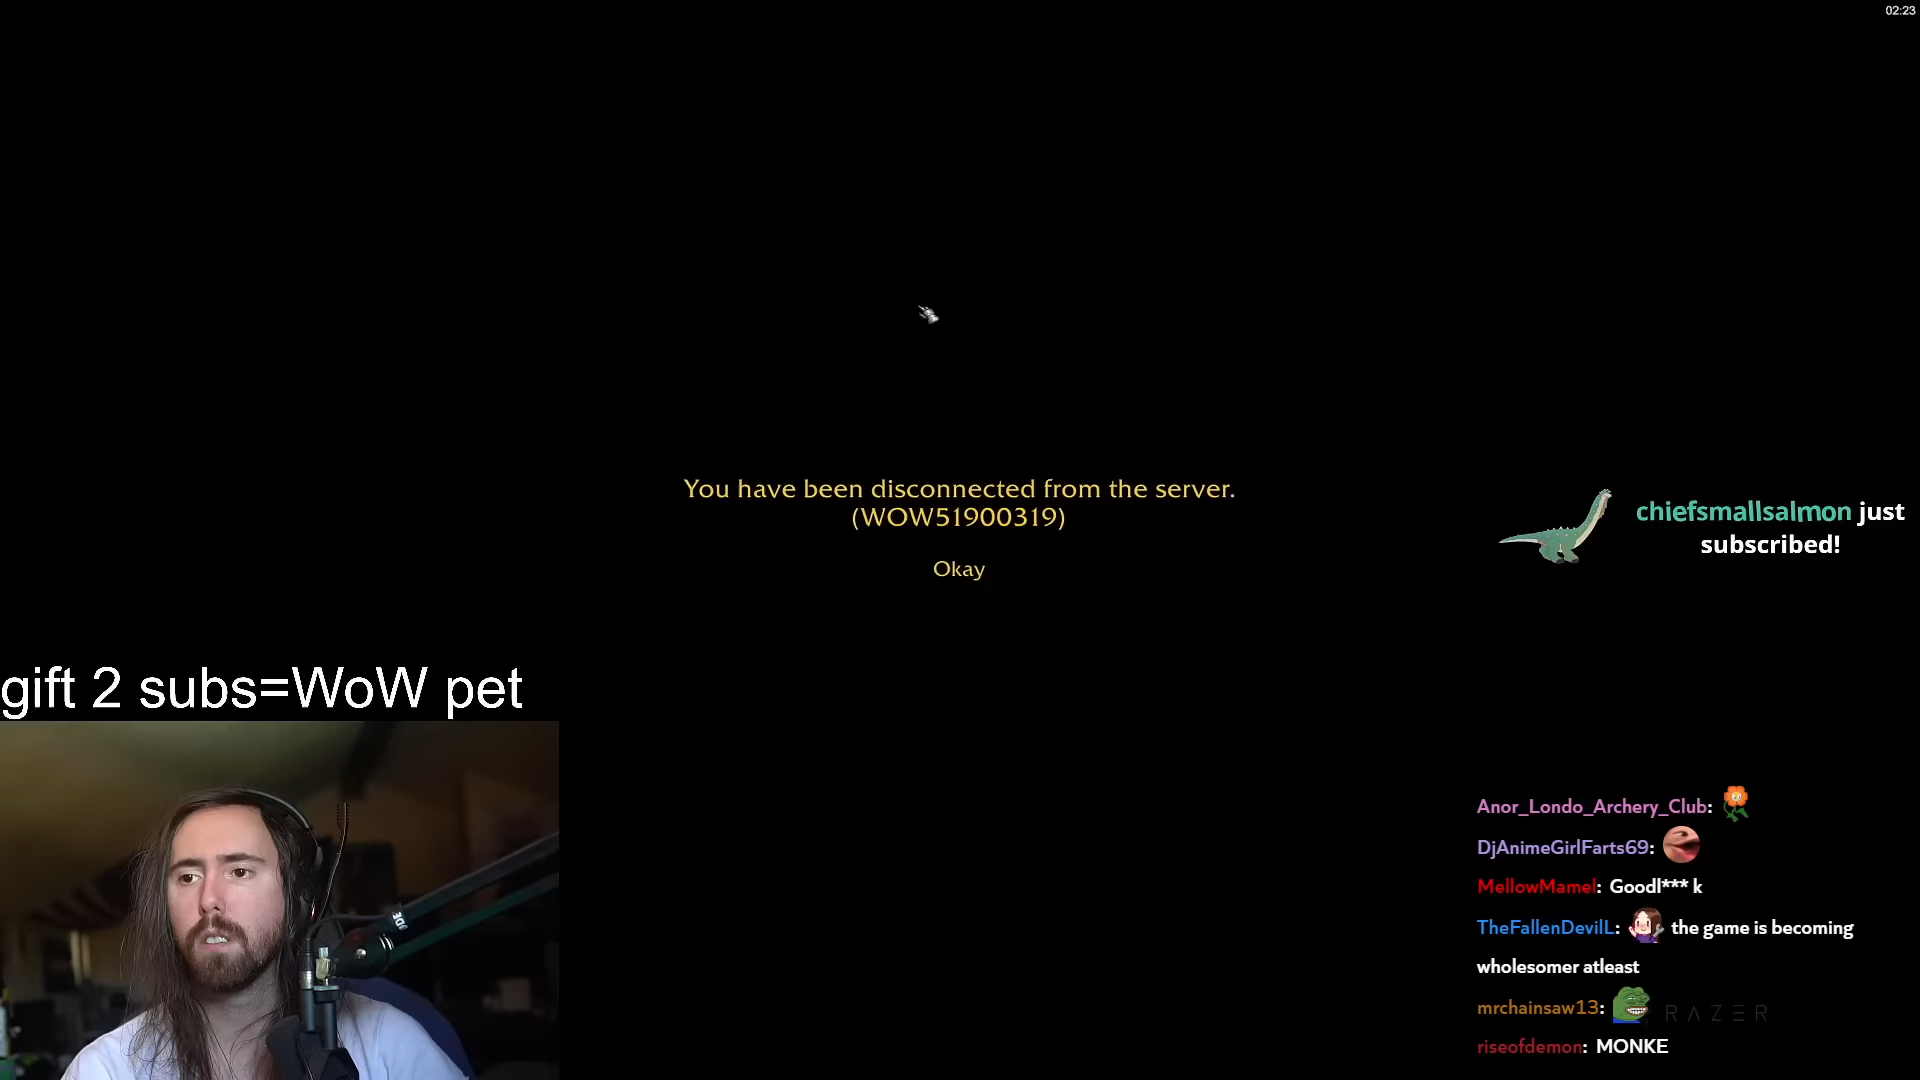 02:23
You have been disconnected from the server.
(WOW51900319)
Okay
chiefsmallsalmon just
subscribed!
gift 2 subs=WoW pet
Anor_Londo_Archery_Club:
DjAnimeGirlFarts69:
MellowMamel: Goodl*** k
TheFallenDevilL: the game is becoming
wholesomer atleast
mrchainsaw13:
RAZER
riseofdemon: MONKE